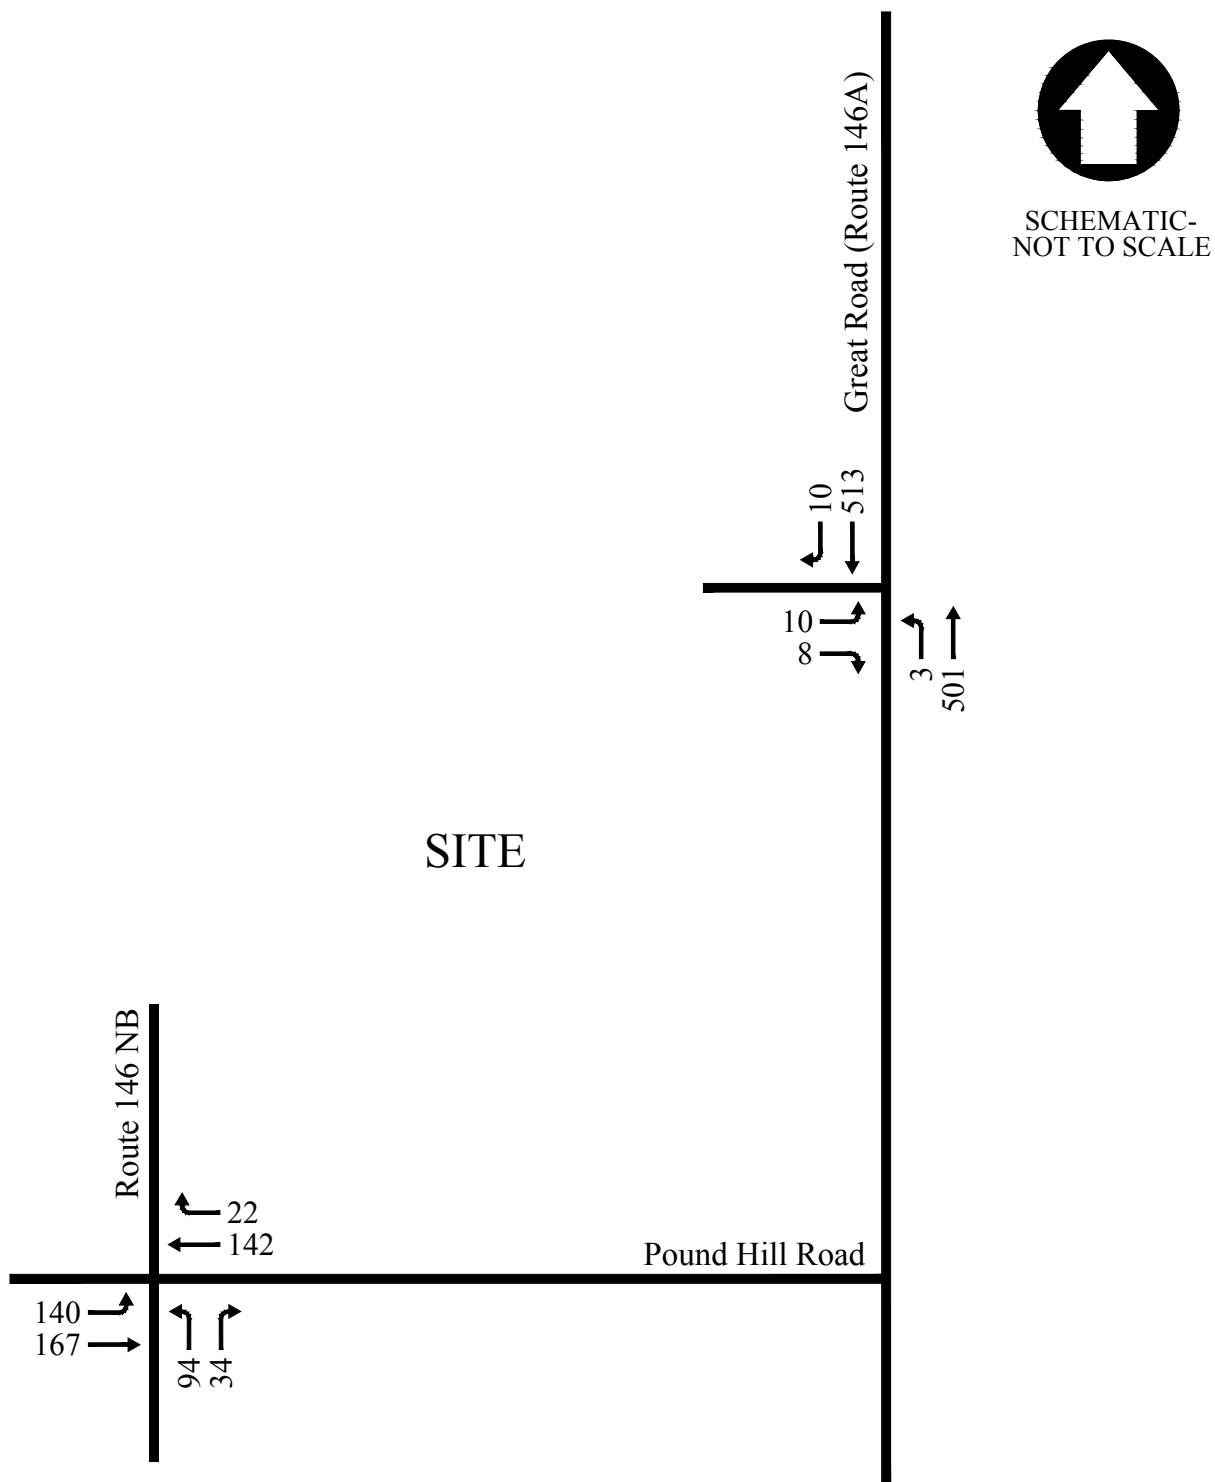 Great Road (Route 146A)
SCHEMATIC-
NOT TO SCALE
10
513
10
8
3
501
SITE
Route 146 NB
22
142
Pound Hill Road
140
167
94
34